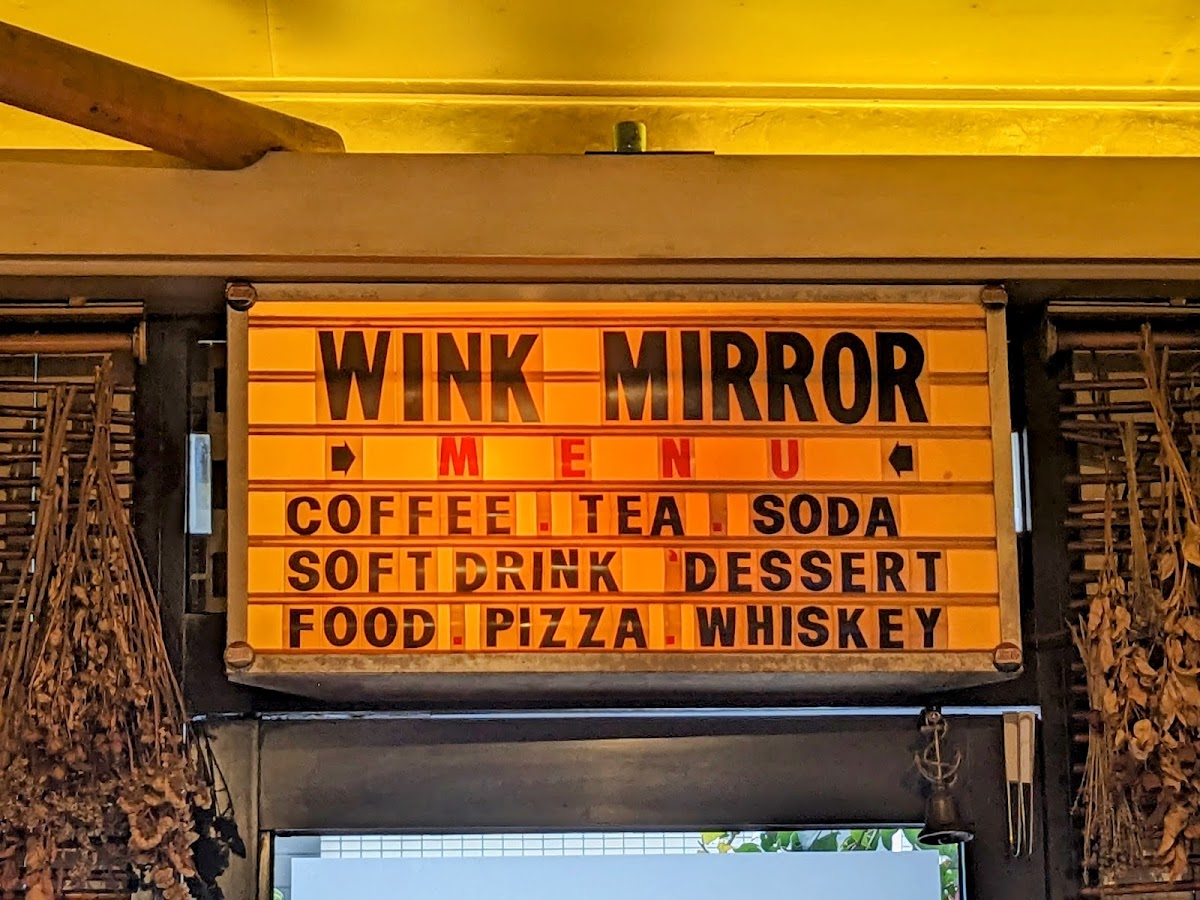 WINK MIRROR
MENU
COFFEE . TEA . SODA
SOFT DRINK 'DESSERT
FOOD . PIZZA . WHISKEY